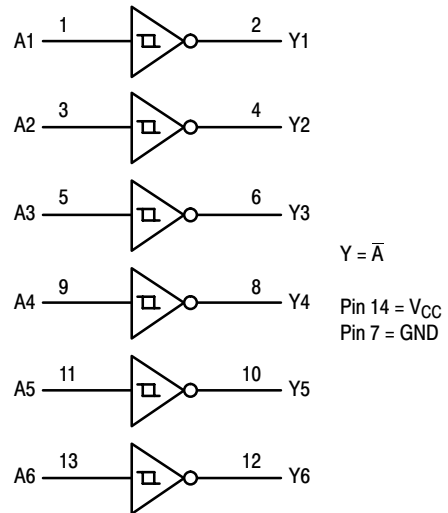 A1 1 2 Y1
A2 3 4 Y2
A3 5 6 Y3
Y = A̅
A4 9 8 Y4
Pin 14 = VCC
Pin 7 = GND
A5 11 10 Y5
A6 13 12 Y6